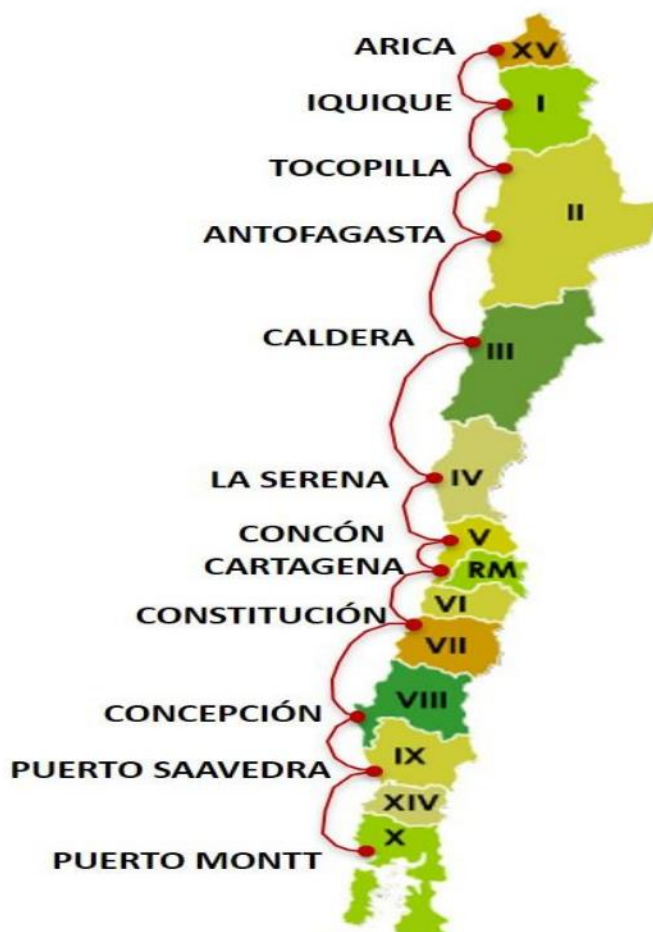 ARICA XV
IQUIQUE I
TOCOPILLA
II
ANTOFAGASTA
CALDERA III
LA SERENA IV
CONCÓN V
CARTAGENA RM
VI
CONSTITUCIÓN
VII
VIII
CONCEPCIÓN
IX
PUERTO SAAVEDRA
XIV
X
PUERTO MONTT